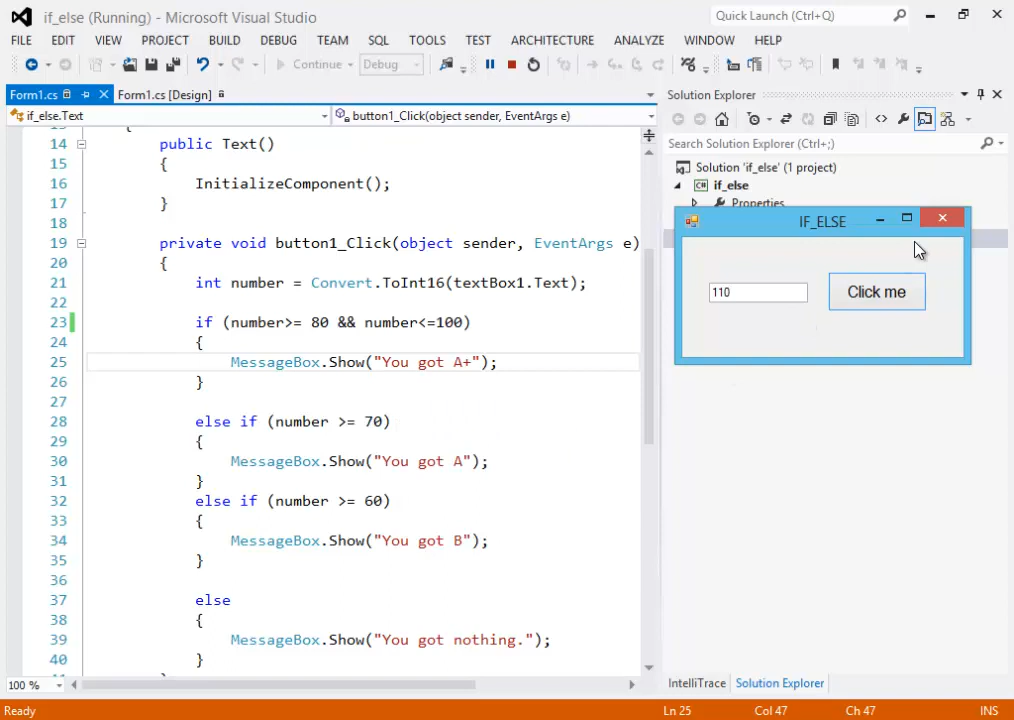 if_else (Running) - Microsoft Visual Studio
Quick Launch (Ctrl+Q)
FILE EDIT VIEW PROJECT BUILD DEBUG TEAM SQL TOOLS TEST ARCHITECTURE ANALYZE WINDOW HELP
Continue Debug
Form1.cs Form1.cs [Design]
if_else.Text button1_Click(object sender, EventArgs e)
{
14 public Text()
15 {
16 InitializeComponent();
17 }
18
19 private void button1_Click(object sender, EventArgs e)
20 {
21 int number = Convert.ToInt16(textBox1.Text);
22
23 if (number>= 80 && number<=100)
24 {
25 MessageBox.Show("You got A+");
26 }
27
28 else if (number >= 70)
29 {
30 MessageBox.Show("You got A");
31 }
32 else if (number >= 60)
33 {
34 MessageBox.Show("You got B");
35 }
36
37 else
38 {
39 MessageBox.Show("You got nothing.");
40 }
100 %
Solution Explorer
Search Solution Explorer (Ctrl+;)
Solution 'if_else' (1 project)
C# if_else
Properties
IF_ELSE
110 Click me
IntelliTrace Solution Explorer
Ready Ln 25 Col 47 Ch 47 INS